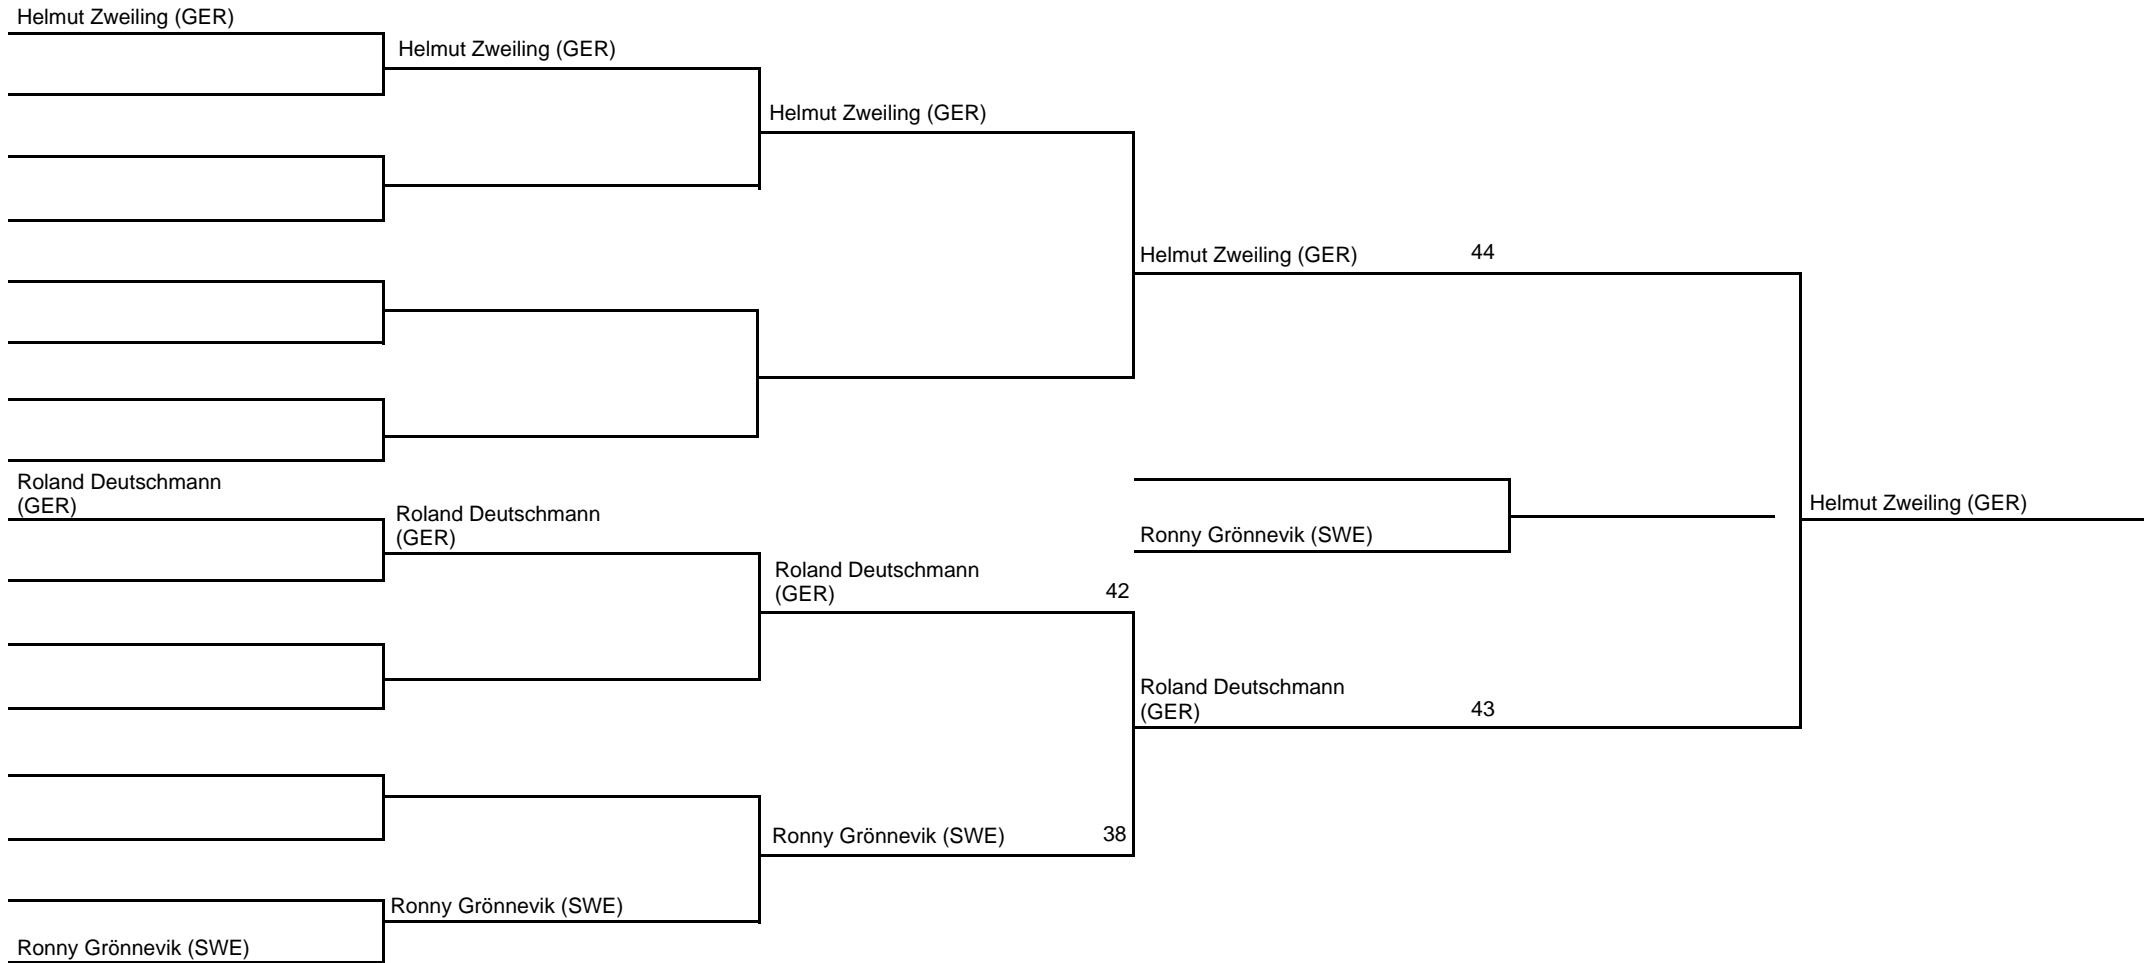 Helmut Zweiling (GER)
Helmut Zweiling (GER)
Helmut Zweiling (GER)
Helmut Zweiling (GER) 44
Roland Deutschmann
(GER)
Roland Deutschmann
(GER)
Helmut Zweiling (GER)
Ronny Grönnevik (SWE)
Roland Deutschmann
(GER) 42
Roland Deutschmann
(GER) 43
Ronny Grönnevik (SWE) 38
Ronny Grönnevik (SWE)
Ronny Grönnevik (SWE)